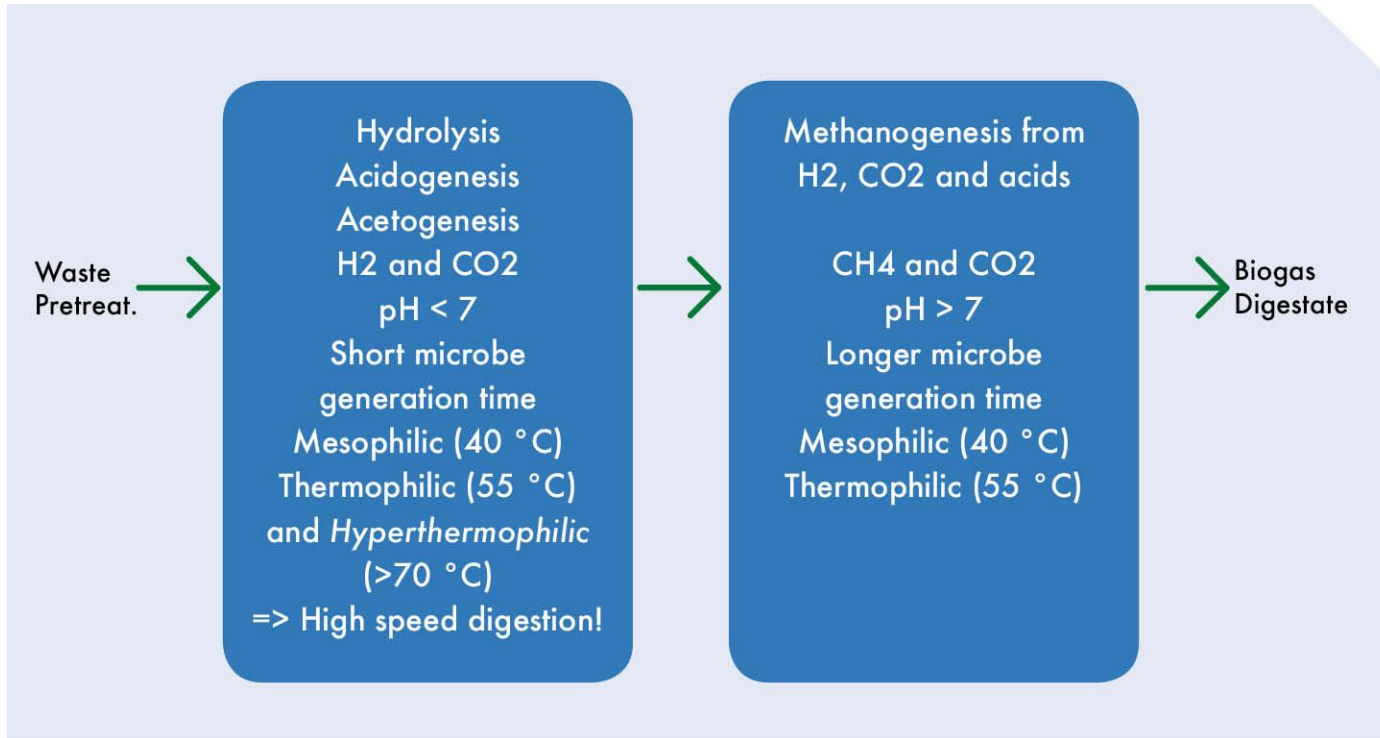 Waste
Pretreat.
Hydrolysis
Acidogenesis
Acetogenesis
H2 and CO2
pH < 7
Short microbe
generation time
Mesophilic (40 °C)
Thermophilic (55 °C)
and Hyperthermophilic
(>70 °C)
=> High speed digestion!
Methanogenesis from
H2, CO2 and acids
CH4 and CO2
pH > 7
Longer microbe
generation time
Mesophilic (40 °C)
Thermophilic (55 °C)
Biogas
Digestate